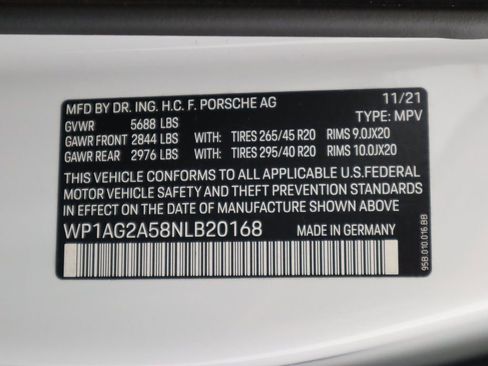 MFD BY DR. ING. H.C. F. PORSCHE AG 11/21
GVWR 5688 LBS TYPE: MPV
GAWR FRONT 2844 LBS WITH: TIRES 265/45 R20 RIMS 9.0JX20
GAWR REAR 2976 LBS WITH: TIRES 295/40 R20 RIMS 10.0JX20
THIS VEHICLE CONFORMS TO ALL APPLICABLE U.S.FEDERAL
MOTOR VEHICLE SAFETY AND THEFT PREVENTION STANDARDS
IN EFFECT ON THE DATE OF MANUFACTURE SHOWN ABOVE
WP1AG2A58NLB20168 MADE IN GERMANY
95B.010.016.BB